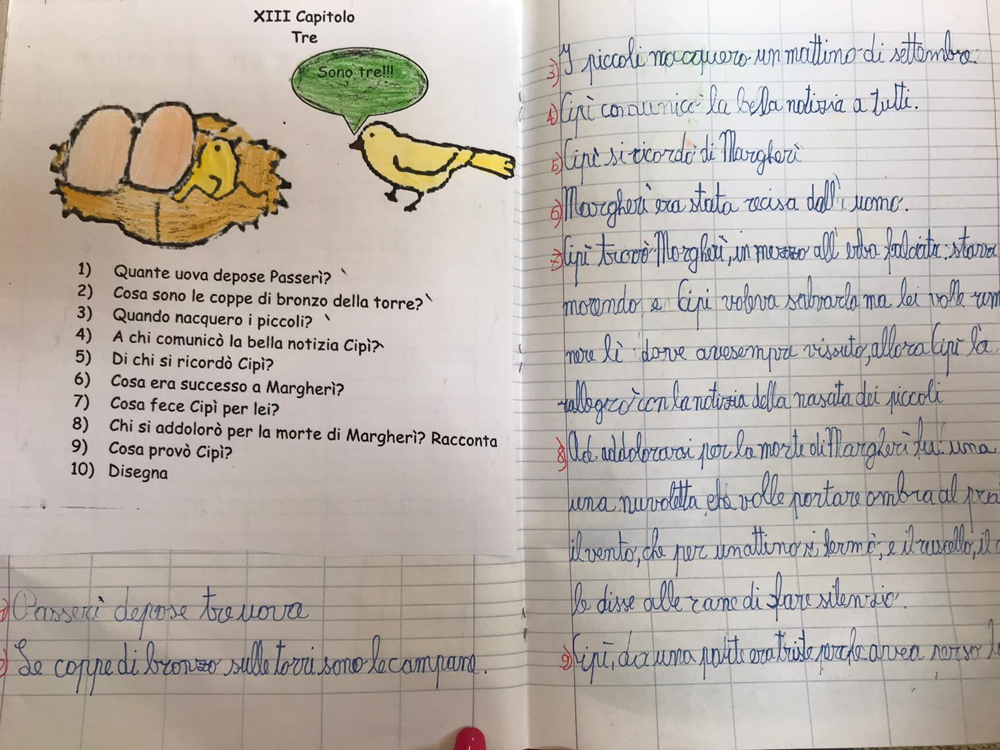 XIII Capitolo
Tre
Sono tre!!!
1) Quante uova depose Passerì?
2) Cosa sono le coppe di bronzo della torre?
3) Quando nacquero i piccoli?
4) A chi comunicò la bella notizia Cipì?
5) Di chi si ricordò Cipì?
6) Cosa era successo a Margherì?
7) Cosa fece Cipì per lei?
8) Chi si addolorò per la morte di Margherì? Racconta
9) Cosa provò Cipì?
10) Disegna
1) Passerì depose tre uova
2) Le coppe di bronzo sulle torri sono le campane.
3) I piccoli nacquero un mattino di settembre.
4) Cipì comunicò la bella notizia a tutti.
5) Cipì si ricordò di Margherì
6) Margherì era stata recisa dall' uomo.
7) Cipì trovò Margherì, in mezzo all' erba falciata: stava
morendo e Cipì voleva salvarla ma lei volle rim
nere lì dove avesempre vissuto, allora Cipì la
rallegrò con la notizia della nascita dei piccoli
8) Ad addolorarsi per la morte di Margherì fu: una
una nuvoletta che volle portare ombra al pra
il vento, che per un attimo si fermò, e il ruscello, il
le disse alle rane di fare silenzio.
9) Cipì, da una parte era triste perché avea perso